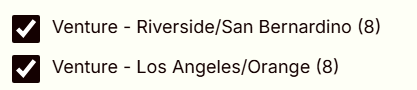 Venture - Riverside/San Bernardino (8)
Venture - Los Angeles/Orange (8)